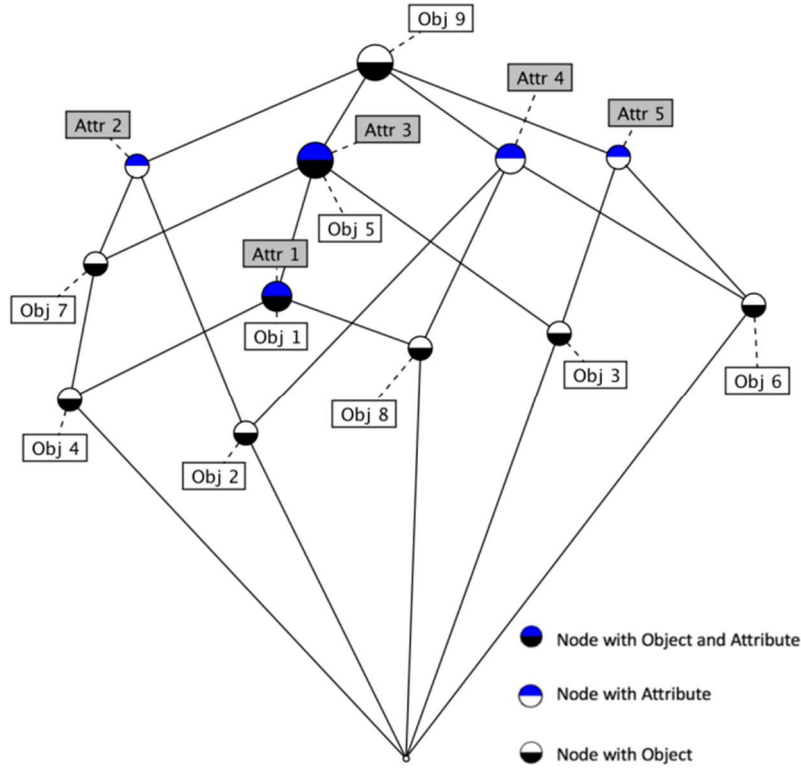 Obj 9
Attr 4
Attr 5
Attr 2
Attr 3
Obj 5
Attr 1
Obj 7
Obj 1
Obj 3
Obj 6
Obj 8
Obj 4
Obj 2
Node with Object and Attribute
Node with Attribute
Node with Object